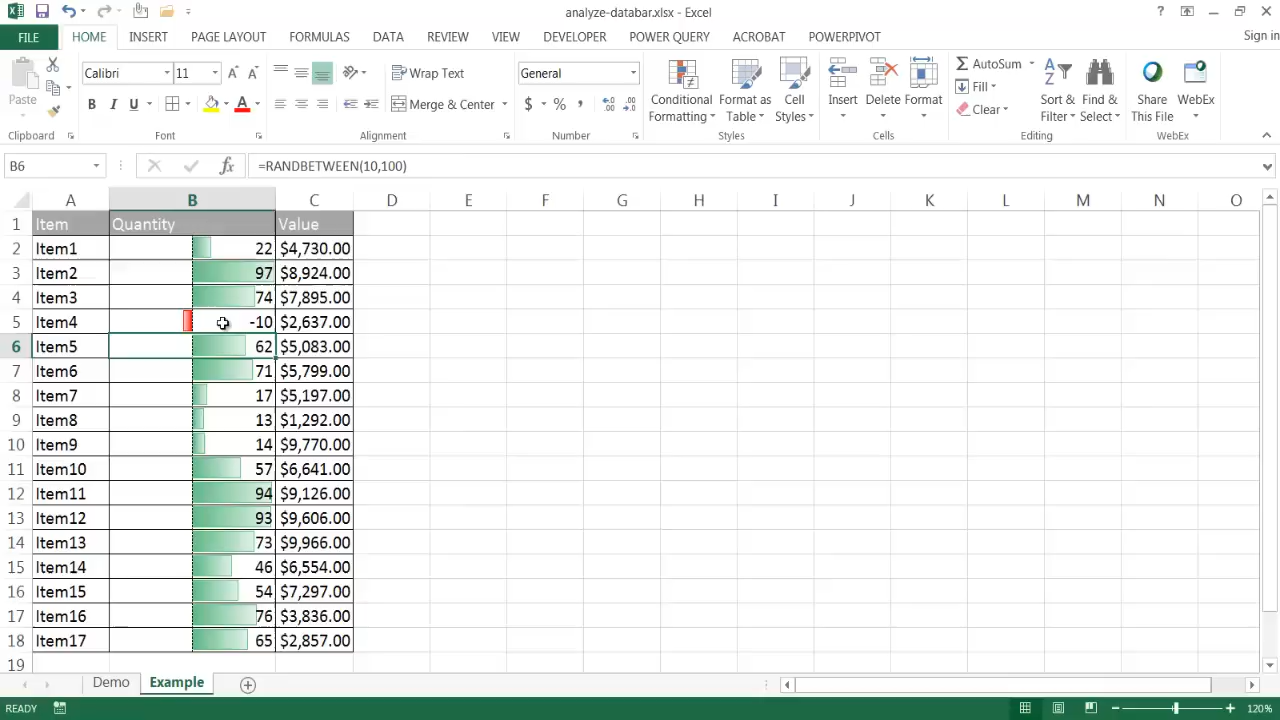 analyze-databar.xlsx - Excel
FILE HOME INSERT PAGE LAYOUT FORMULAS DATA REVIEW VIEW DEVELOPER POWER QUERY ACROBAT POWERPIVOT Sign in
Paste
Calibri 11
Wrap Text
Merge & Center
General
$ % ,
Conditional Formatting
Format as Table
Cell Styles
Insert
Delete
Format
AutoSum
Fill
Clear
Sort & Filter
Find & Select
Share This File
WebEx
Clipboard Font Alignment Number Styles Cells Editing WebEx
B6 fx =RANDBETWEEN(10,100)
A B C D E F G H I J K L M N O
1 Item Quantity Value
2 Item1 22 $4,730.00
3 Item2 97 $8,924.00
4 Item3 74 $7,895.00
5 Item4 -10 $2,637.00
6 Item5 62 $5,083.00
7 Item6 71 $5,799.00
8 Item7 17 $5,197.00
9 Item8 13 $1,292.00
10 Item9 14 $9,770.00
11 Item10 57 $6,641.00
12 Item11 94 $9,126.00
13 Item12 93 $9,606.00
14 Item13 73 $9,966.00
15 Item14 46 $6,554.00
16 Item15 54 $7,297.00
17 Item16 76 $3,836.00
18 Item17 65 $2,857.00
19
Demo Example
READY 120%